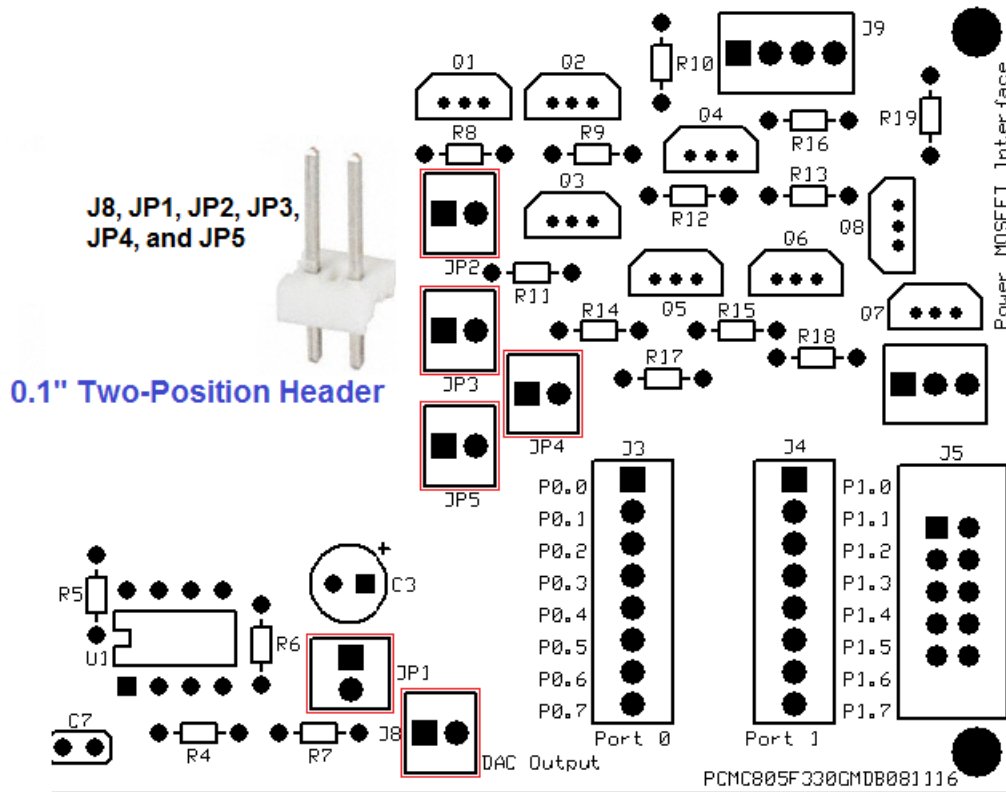 J9
Q1
Q2
R10
Q4
R8
R9
R16
R19
Power MOSFET Interface
J8, JP1, JP2, JP3,
JP4, and JP5
Q3
R13
R12
Q8
Q6
JP2
R11
Q5
R14
R15
Q7
R18
0.1" Two-Position Header
JP3
R17
JP4
J3
J4
J5
JP5
P0.0
P0.1
P0.2
P0.3
P0.4
P0.5
P0.6
P0.7
Port 0
P1.0
P1.1
P1.2
P1.3
P1.4
P1.5
P1.6
P1.7
Port 1
+
C3
R5
U1
R6
JP1
C7
R4
R7
J8
DAC Output
PCMC805F330GMDB081116